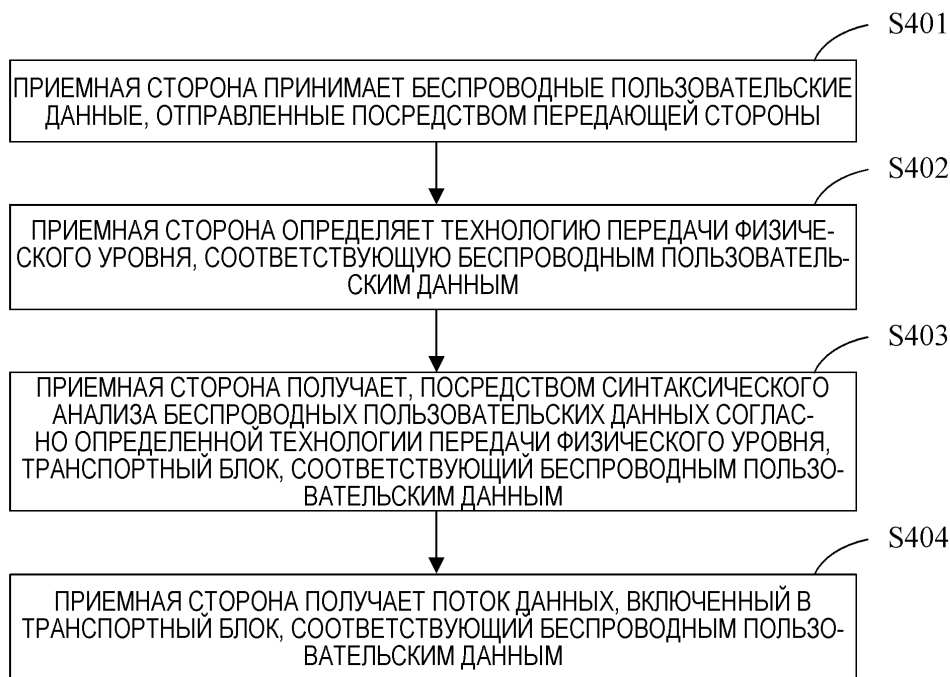 S401
ПРИЕМНАЯ СТОРОНА ПРИНИМАЕТ БЕСПРОВОДНЫЕ ПОЛЬЗОВАТЕЛЬСКИЕ
ДАННЫЕ, ОТПРАВЛЕННЫЕ ПОСРЕДСТВОМ ПЕРЕДАЮЩЕЙ СТОРОНЫ
S402
ПРИЕМНАЯ СТОРОНА ОПРЕДЕЛЯЕТ ТЕХНОЛОГИЮ ПЕРЕДАЧИ ФИЗИЧЕ-
СКОГО УРОВНЯ, СООТВЕТСТВУЮЩУЮ БЕСПРОВОДНЫМ ПОЛЬЗОВАТЕЛЬ-
СКИМ ДАННЫМ
S403
ПРИЕМНАЯ СТОРОНА ПОЛУЧАЕТ, ПОСРЕДСТВОМ СИНТАКСИЧЕСКОГО
АНАЛИЗА БЕСПРОВОДНЫХ ПОЛЬЗОВАТЕЛЬСКИХ ДАННЫХ СОГЛАС-
НО ОПРЕДЕЛЕННОЙ ТЕХНОЛОГИИ ПЕРЕДАЧИ ФИЗИЧЕСКОГО УРОВНЯ,
ТРАНСПОРТНЫЙ БЛОК, СООТВЕТСТВУЮЩИЙ БЕСПРОВОДНЫМ ПОЛЬЗО-
ВАТЕЛЬСКИМ ДАННЫМ
S404
ПРИЕМНАЯ СТОРОНА ПОЛУЧАЕТ ПОТОК ДАННЫХ, ВКЛЮЧЕННЫЙ В
ТРАНСПОРТНЫЙ БЛОК, СООТВЕТСТВУЮЩИЙ БЕСПРОВОДНЫМ ПОЛЬЗО-
ВАТЕЛЬСКИМ ДАННЫМ